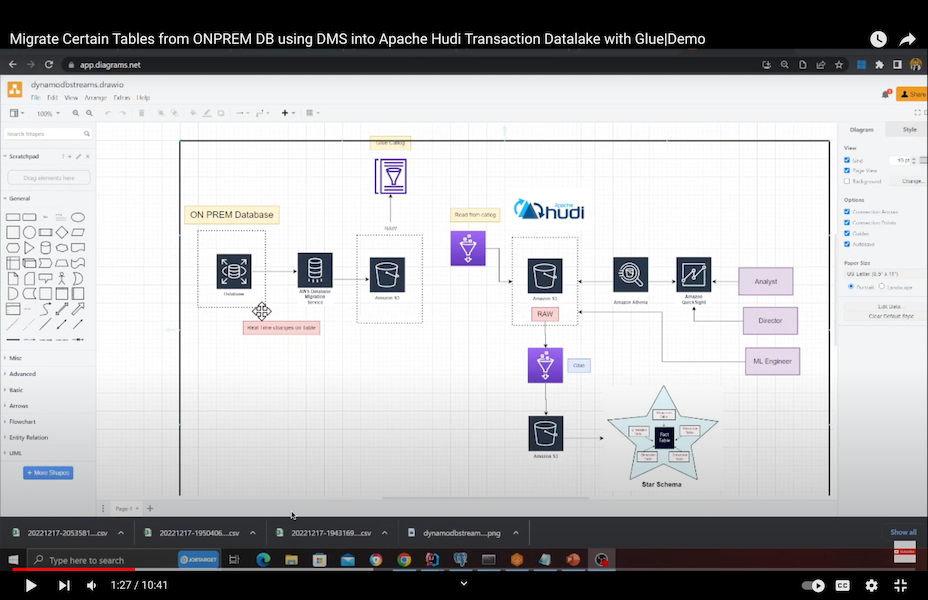 Migrate Certain Tables from ONPREM DB using DMS into Apache Hudi Transaction Datalake with Glue|Demo
app.diagrams.net
dynamodbstreams.drawio
File Edit View Arrange Extras Help
Share
100%
Search Shapes
Scratchpad
Drag elements here
General
Misc
Advanced
Basic
Arrows
Flowchart
Entity Relation
UML
+ More Shapes
Glue Catlog
ON PREM Database
RAW
Database
AWS Database
Migration
Service
Amazon S3
Real time changes on table
Read from catlog
Apache
hudi
Amazon S3
RAW
Amazon Athena
Amazon
QuickSight
Analyst
Director
ML Engineer
Glue
Amazon S3
Fact
Table
Star Schema
Diagram Style
View
Grid 10 pt
Page View
Background Change...
Options
Connection Arrows
Connection Points
Guides
Autosave
Paper Size
US-Letter (8,5" x 11")
Portrait Landscape
Edit Data
Clear Default Style
Page-1
20221217-2053581....csv
20221217-1950406....csv
20221217-1943169....csv
dynamodbstream....png
Show all
Type here to search
JOBTARGET
1:27 / 10:41
CC